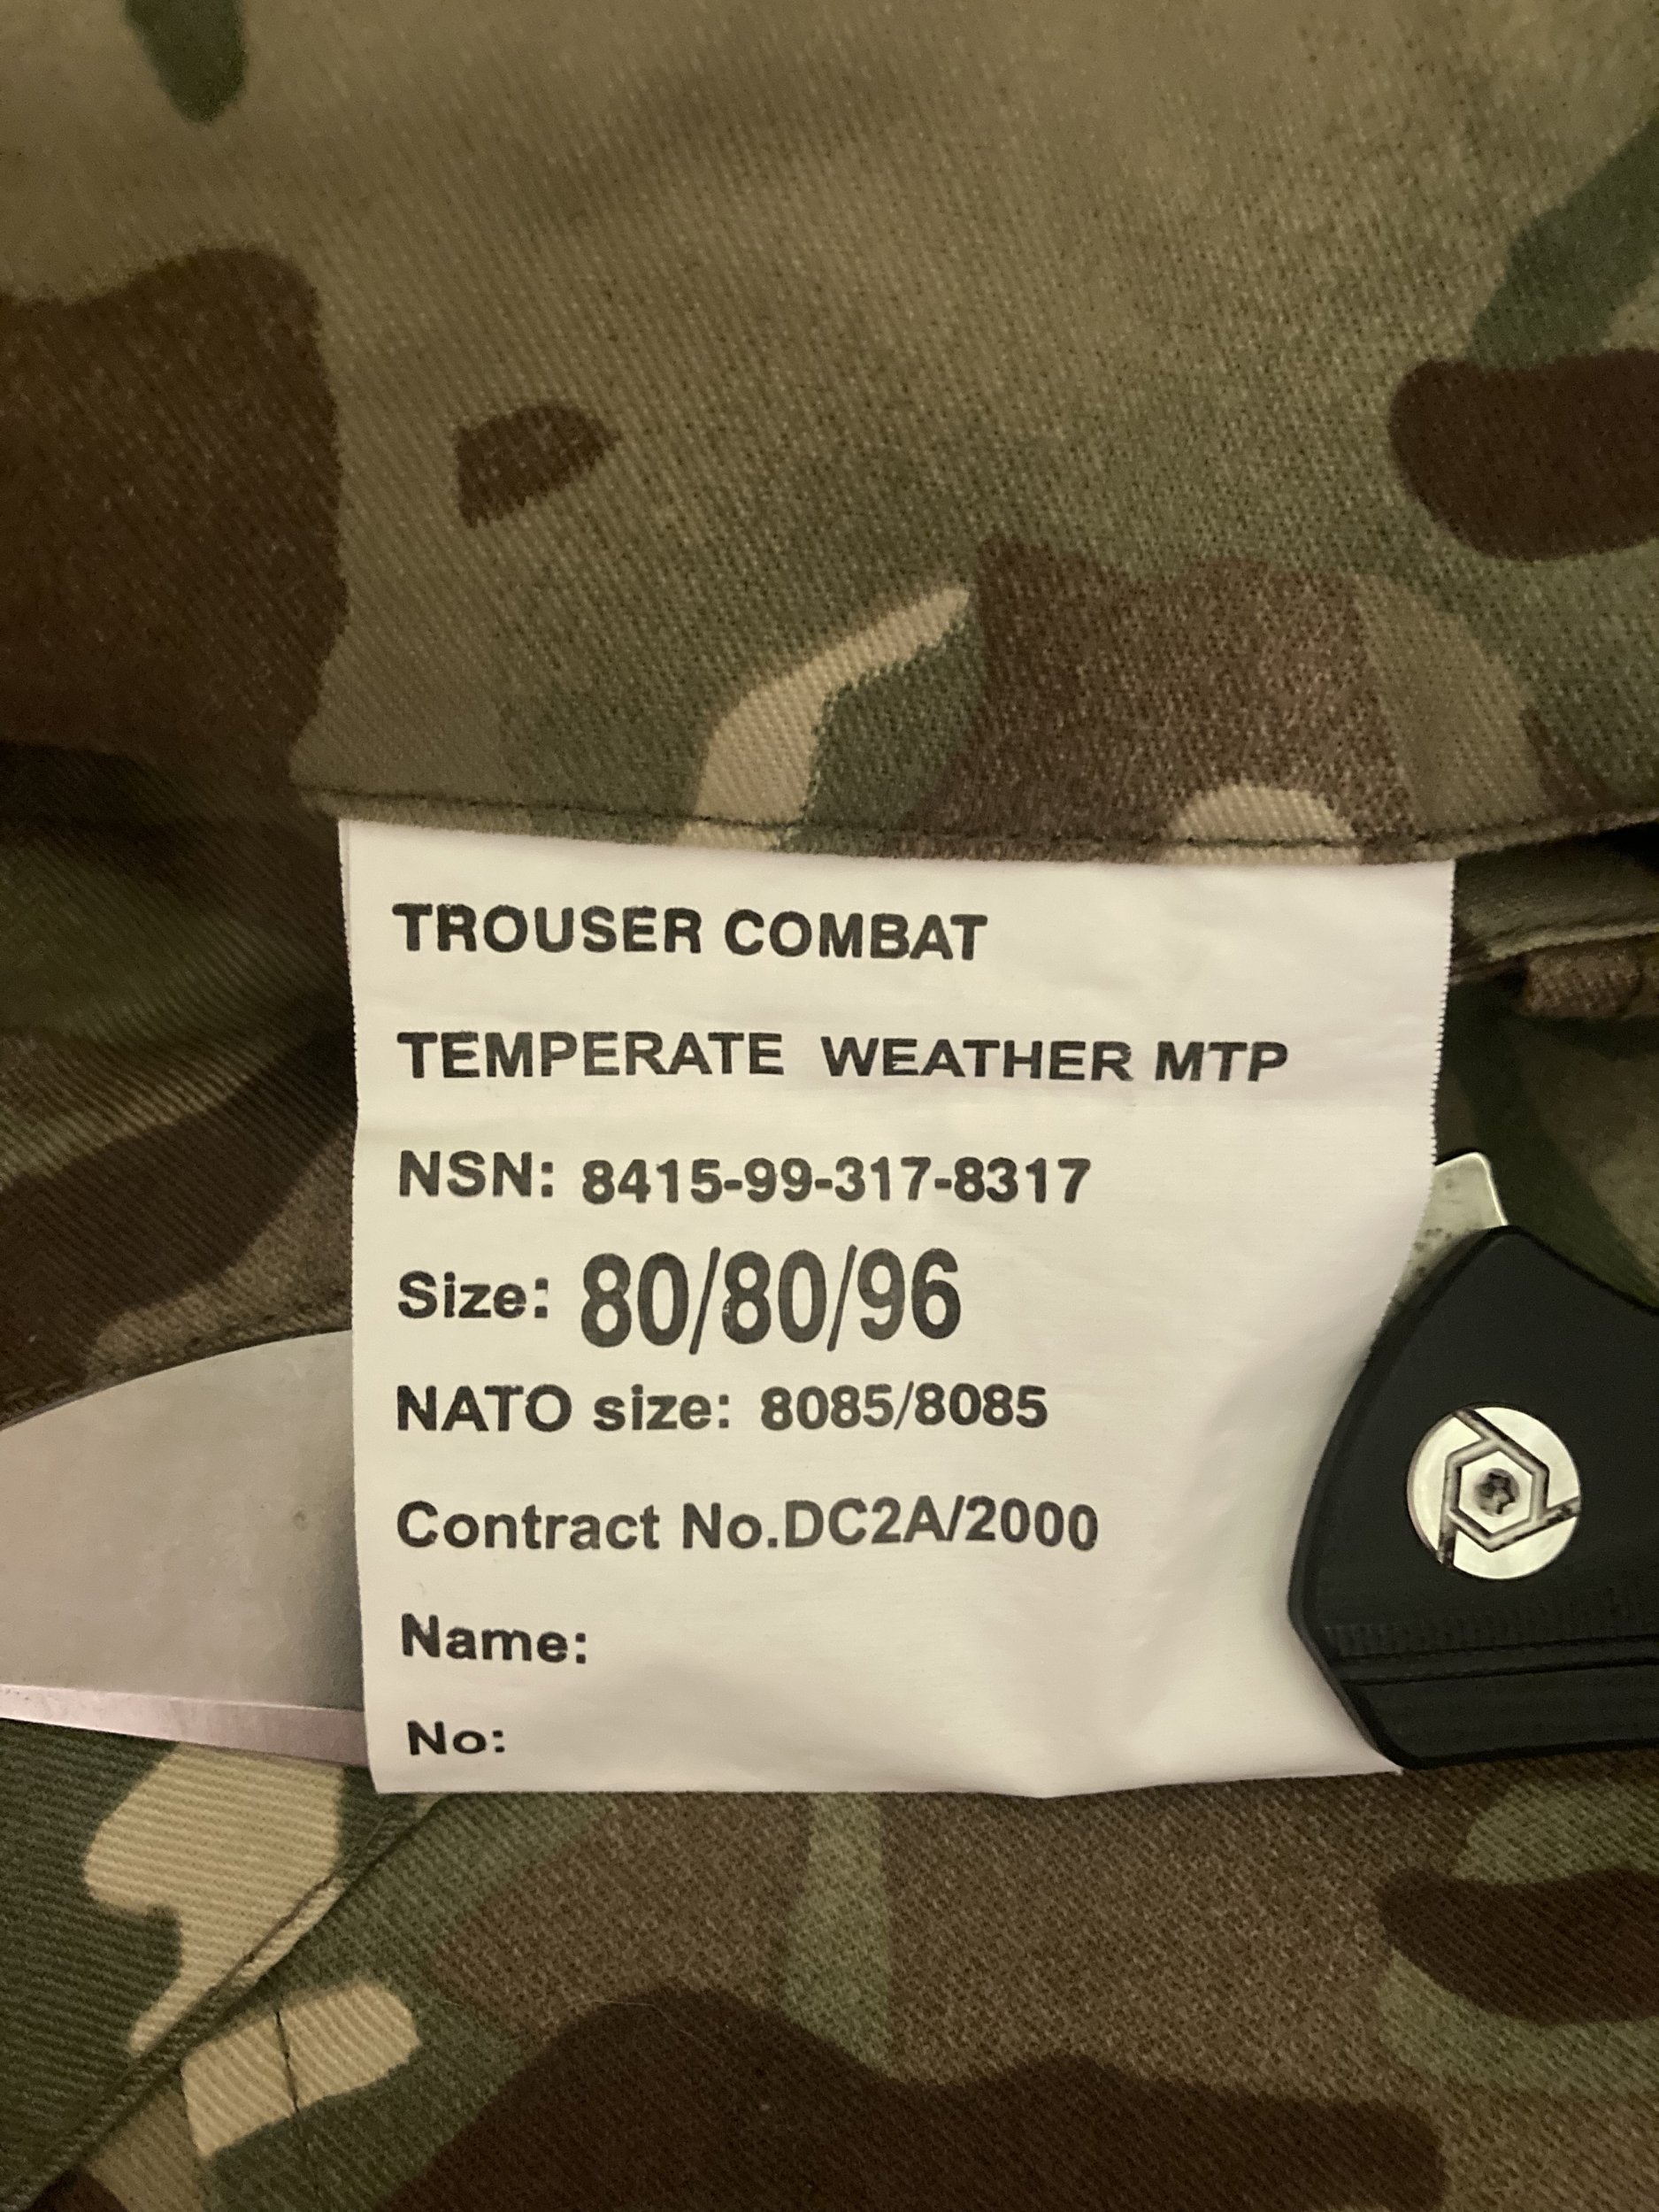 TROUSER COMBAT
TEMPERATE WEATHER MTP
NSN: 8415-99-317-8317
Size: 80/80/96
NATO size: 8085/8085
Contract No.DC2A/2000
Name:
No: